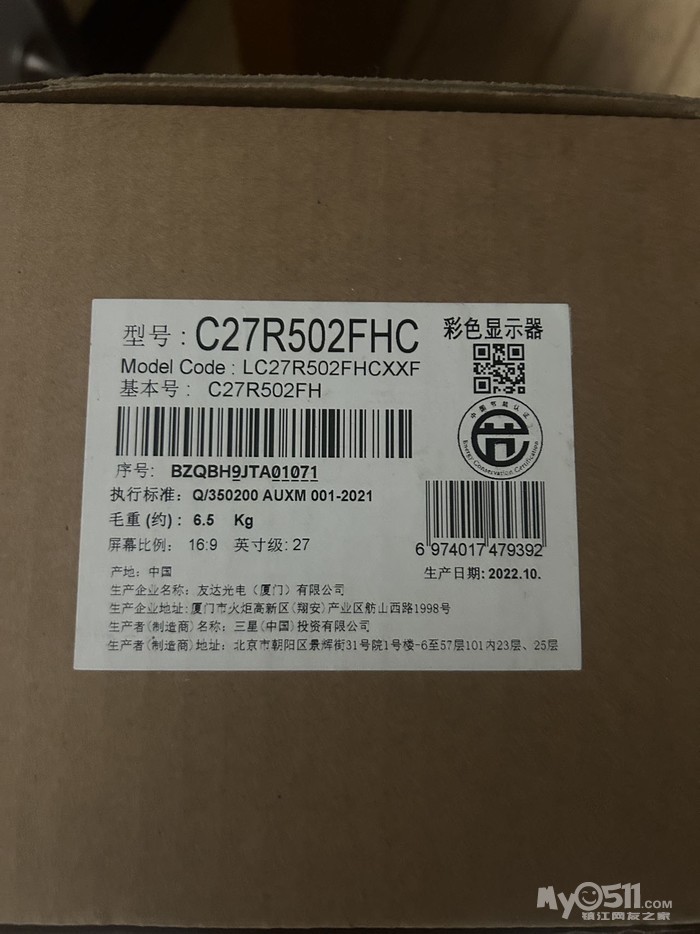 型号：C27R502FHC
彩色显示器
Model Code : LC27R502FHCXXF
基本号： C27R502FH
中国节能认证
Energy Conservation Certification
序号: BZQBH9JTA01071
执行标准：Q/350200 AUXM 001-2021
毛重(约)：6.5 Kg
屏幕比例： 16:9 英寸级: 27
6 974017 479392
产地：中国
生产日期: 2022.10.
生产企业名称：友达光电（厦门）有限公司
生产企业地址:厦门市火炬高新区(翔安)产业区舫山西路1998号
生产者(制造商)名称：三星(中国)投资有限公司
生产者(制造商)地址：北京市朝阳区景辉街31号院1号楼-6至57层101内23层、25层
My0511.COM
镇江网友之家